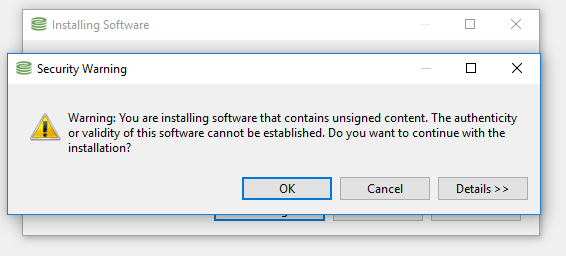 Installing Software
Security Warning
Warning: You are installing software that contains unsigned content. The authenticity
or validity of this software cannot be established. Do you want to continue with the
installation?
OK
Cancel
Details >>